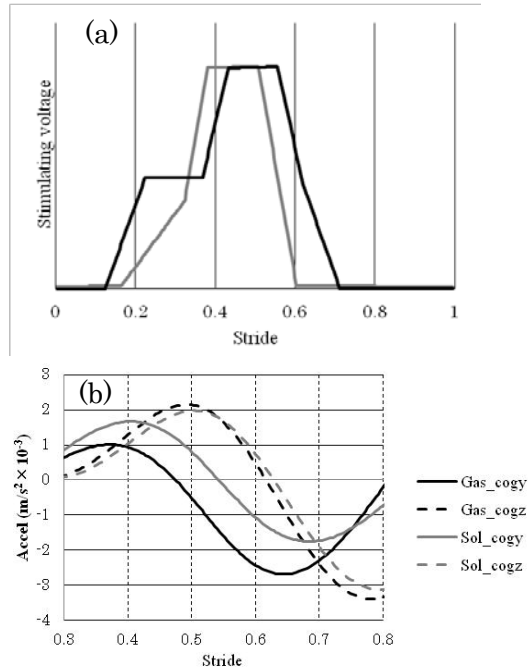 (a)
Stimulating voltage
0 0.2 0.4 0.6 0.8 1
Stride
(b)
3
2
1
0
-1
-2
-3
-4
Accel (m/s² × 10⁻³)
0.3 0.4 0.5 0.6 0.7 0.8
Stride
Gas_cogy
Gas_cogz
Sol_cogy
Sol_cogz